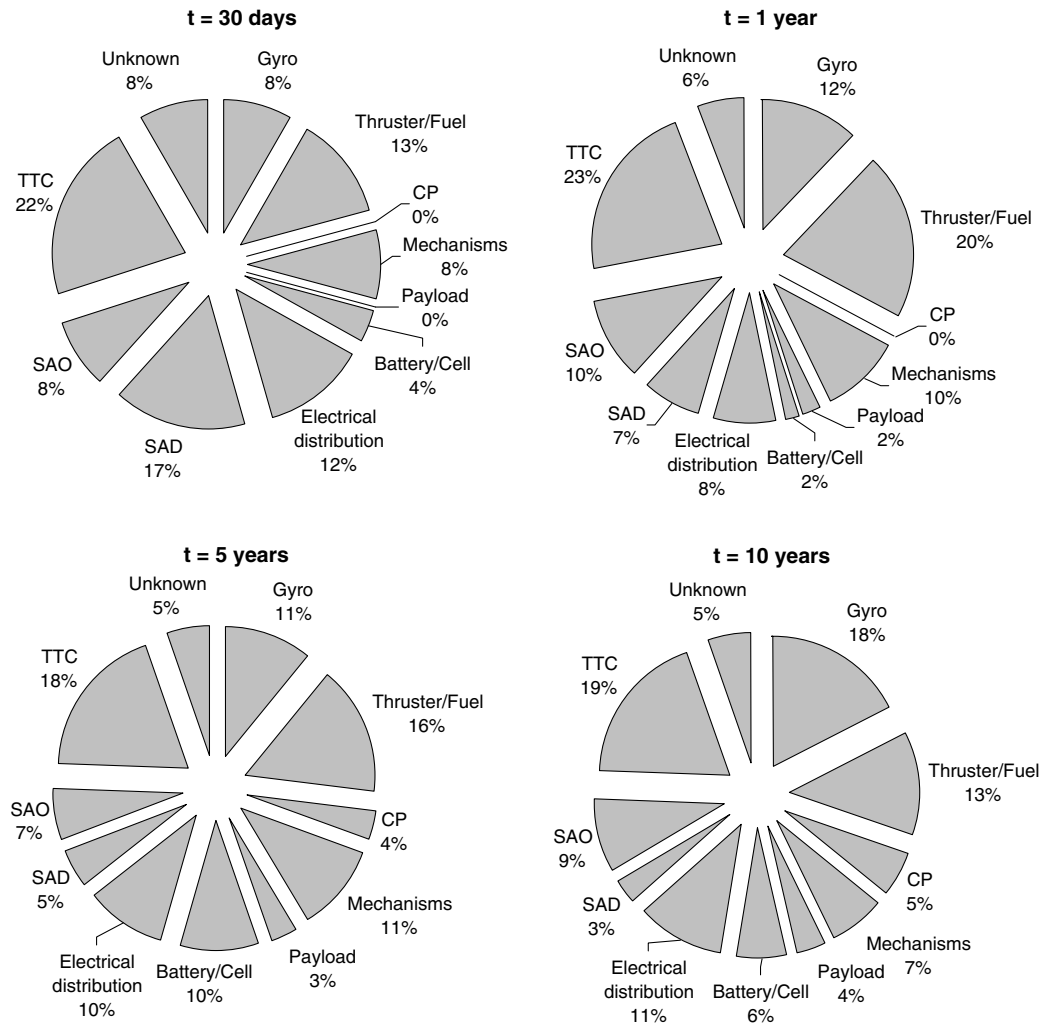 t = 30 days
Unknown
8%
Gyro
8%
Thruster/Fuel
13%
CP
0%
Mechanisms
8%
Payload
0%
Battery/Cell
4%
Electrical
distribution
12%
SAD
17%
SAO
8%
TTC
22%
t = 1 year
Unknown
6%
Gyro
12%
Thruster/Fuel
20%
CP
0%
Mechanisms
10%
Payload
2%
Battery/Cell
2%
Electrical
distribution
8%
SAD
7%
SAO
10%
TTC
23%
t = 5 years
Unknown
5%
Gyro
11%
Thruster/Fuel
16%
CP
4%
Mechanisms
11%
Payload
3%
Battery/Cell
10%
Electrical
distribution
10%
SAD
5%
SAO
7%
TTC
18%
t = 10 years
Unknown
5%
Gyro
18%
Thruster/Fuel
13%
CP
5%
Mechanisms
7%
Payload
4%
Battery/Cell
6%
Electrical
distribution
11%
SAD
3%
SAO
9%
TTC
19%